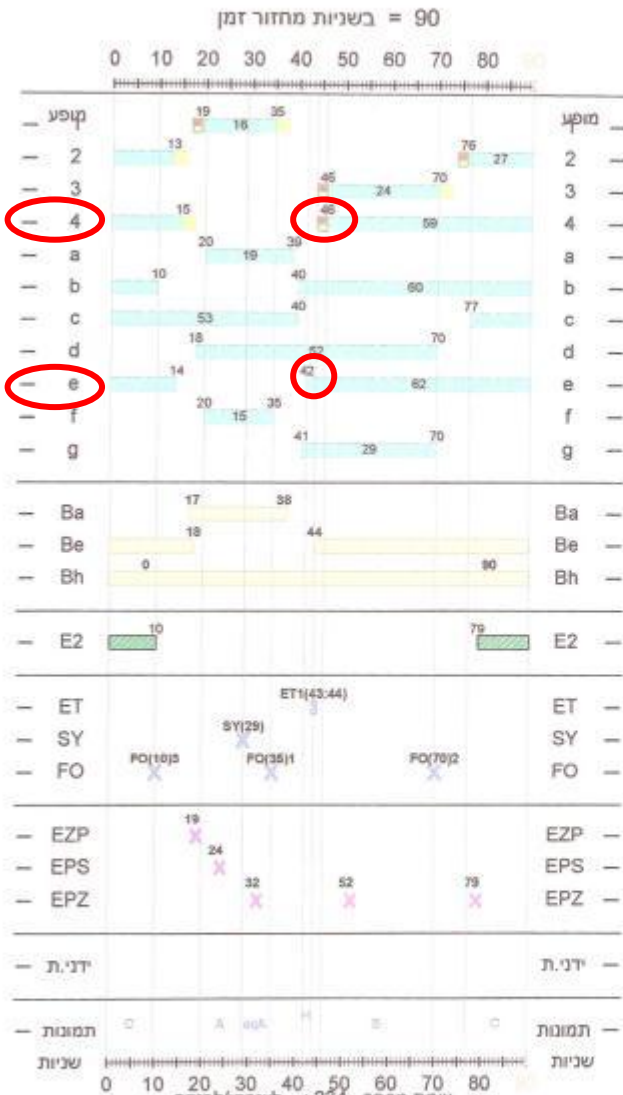 90 = בשניות מחזור זמן
0 10 20 30 40 50 60 70 80 90
מופע מופע
1 19 16 35 1
2 13 76 27 2
3 46 24 70 3
4 15 46 59 4
a 20 19 39 a
b 10 40 60 b
c 53 40 77 c
d 18 52 70 d
e 14 42 62 e
f 20 15 35 f
g 41 29 70 g
Ba 17 38 Ba
Be 18 44 Be
Bh 0 90 Bh
E2 10 79 E2
ET ET1(43:44) ET
SY SY(29) SY
FO FO(10)3 FO(35)1 FO(70)2 FO
EZP 19 EZP
EPS 24 EPS
EPZ 32 52 79 EPZ
ידני.ת ידני.ת
תמונות C A eqA H B C תמונות
שניות שניות
0 10 20 30 40 50 60 70 80 90